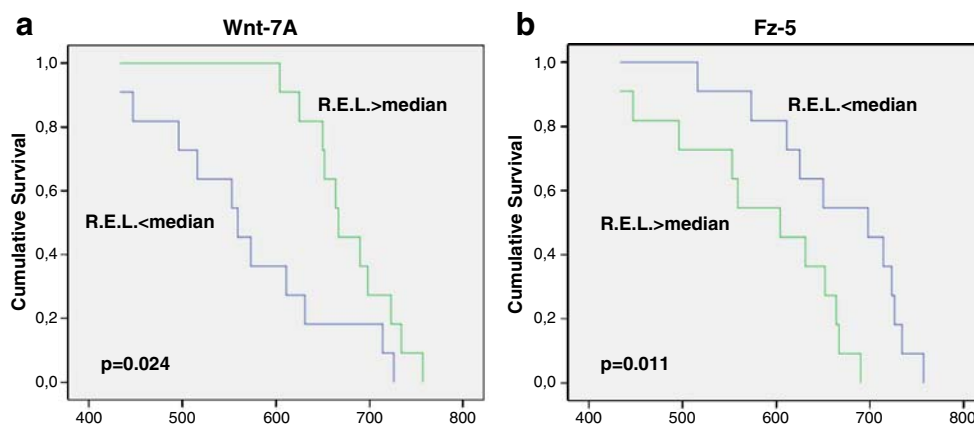 a
Wnt-7A
Cumulative Survival
1,0
0,8
0,6
0,4
0,2
0,0
R.E.L.>median
R.E.L.<median
p=0.024
400 500 600 700 800
b
Fz-5
Cumulative Survival
1,0
0,8
0,6
0,4
0,2
0,0
R.E.L.<median
R.E.L.>median
p=0.011
400 500 600 700 800